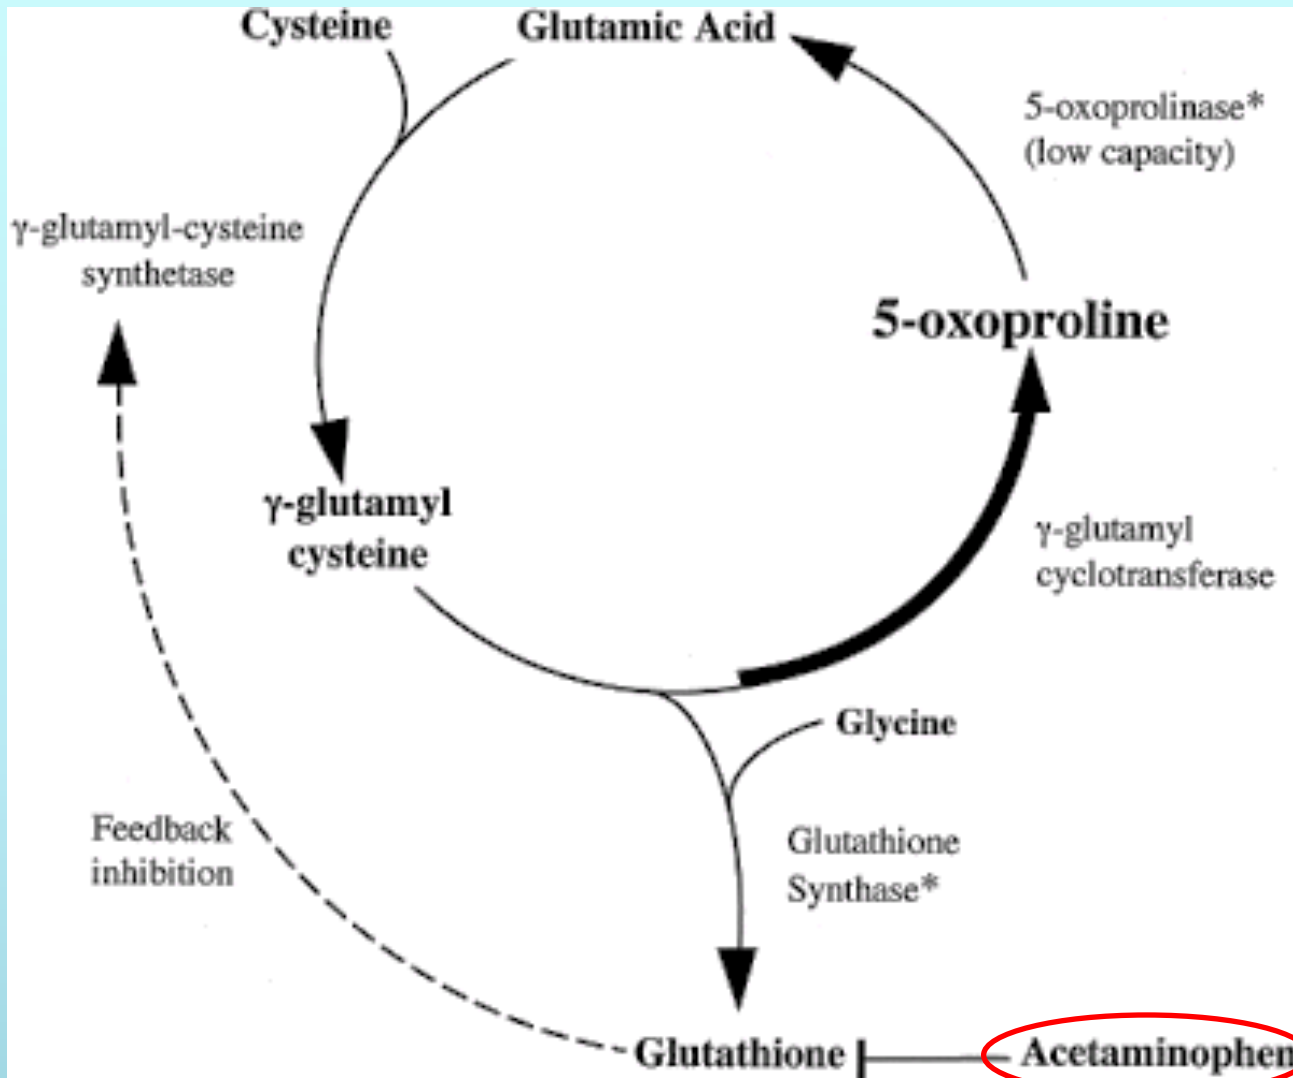 Cysteine
Glutamic Acid
5-oxoprolinase*
(low capacity)
γ-glutamyl-cysteine
synthetase
5-oxoproline
γ-glutamyl
cysteine
γ-glutamyl
cyclotransferase
Glycine
Feedback
inhibition
Glutathione
Synthase*
Glutathione
Acetaminophen